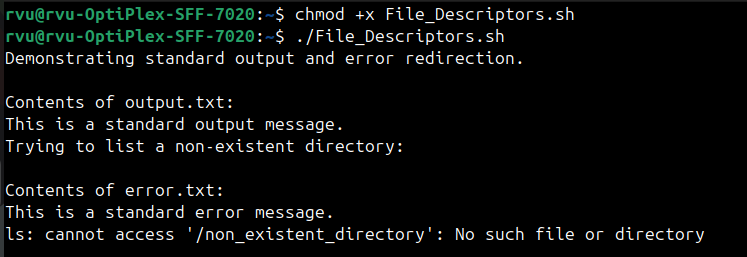 rvu@rvu-OptiPlex-SFF-7020:~$ chmod +x File_Descriptors.sh
rvu@rvu-OptiPlex-SFF-7020:~$ ./File_Descriptors.sh
Demonstrating standard output and error redirection.

Contents of output.txt:
This is a standard output message.
Trying to list a non-existent directory:

Contents of error.txt:
This is a standard error message.
ls: cannot access '/non_existent_directory': No such file or directory